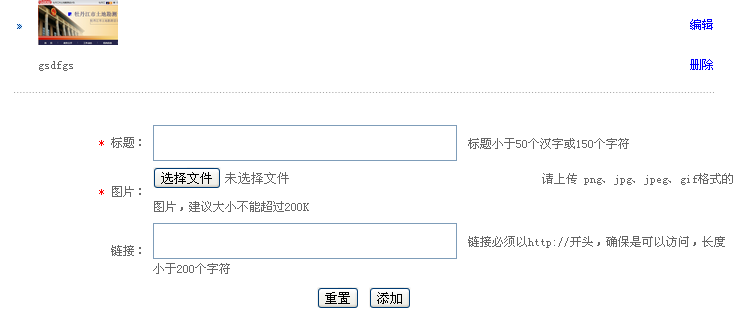 »
编辑
gsdfgs
删除
* 标题： 标题小于50个汉字或150个字符
选择文件 未选择文件 请上传 png、jpg、jpeg、gif格式的
* 图片：
图片，建议大小不能超过200K
链接必须以http://开头，确保是可以访问，长度
链接：
小于200个字符
重置 添加